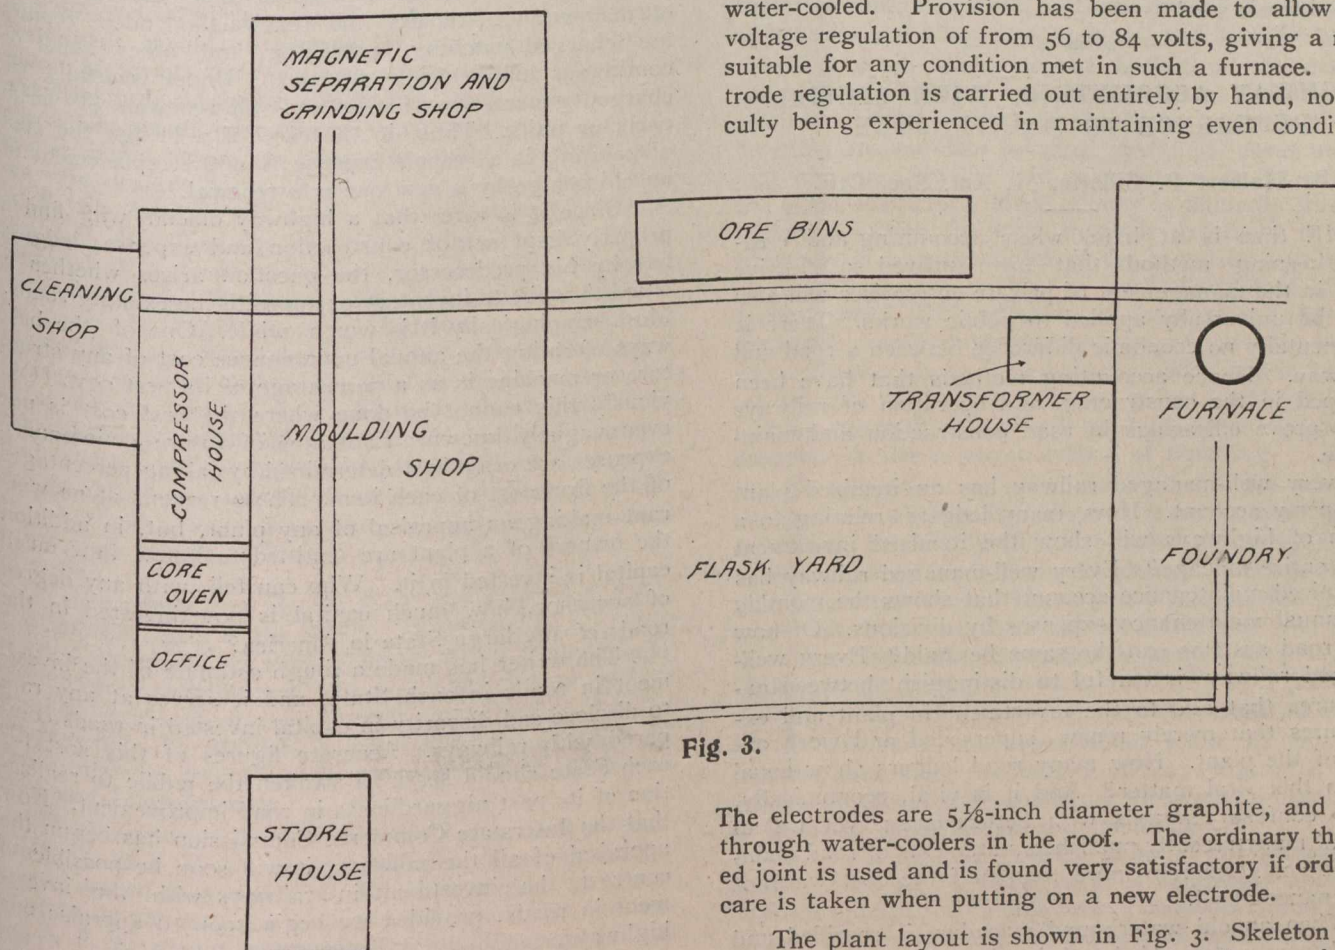 water-cooled. Provision has been made to allow
voltage regulation of from 56 to 84 volts, giving a
suitable for any condition met in such a furnace.
trode regulation is carried out entirely by hand, no
culty being experienced in maintaining even condi
MAGNETIC
SEPARATION AND
GRINDING SHOP
ORE BINS
CLEANING
SHOP
COMPRESSOR
HOUSE
MOULDING
SHOP
TRANSFORMER
HOUSE
FURNACE
FLASK YARD
FOUNDRY
CORE
OVEN
OFFICE
Fig. 3.
STORE
HOUSE
The electrodes are 5⅛-inch diameter graphite, and
through water-coolers in the roof. The ordinary th
ed joint is used and is found very satisfactory if ord
care is taken when putting on a new electrode.
The plant layout is shown in Fig. 3. Skeleton